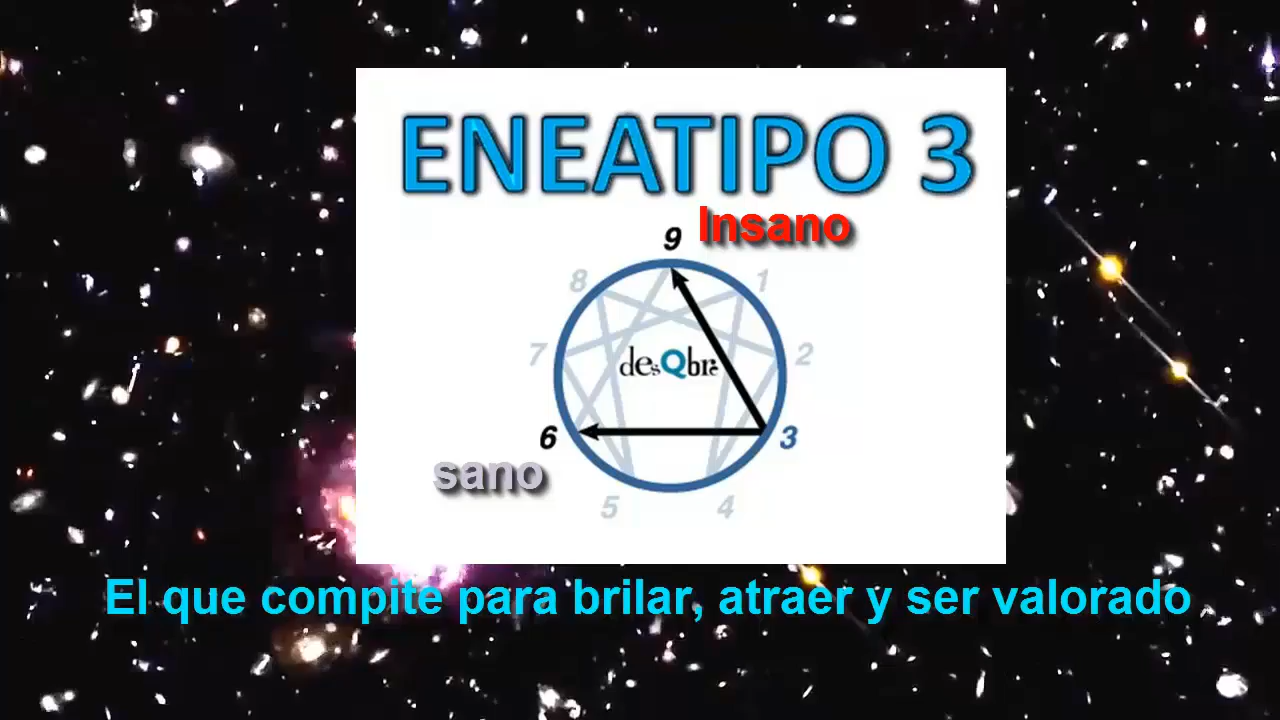 ENEATIPO 3
Insano
9
8
1
7
desQbre
2
6
3
sano
5
4
El que compite para brilar, atraer y ser valorado